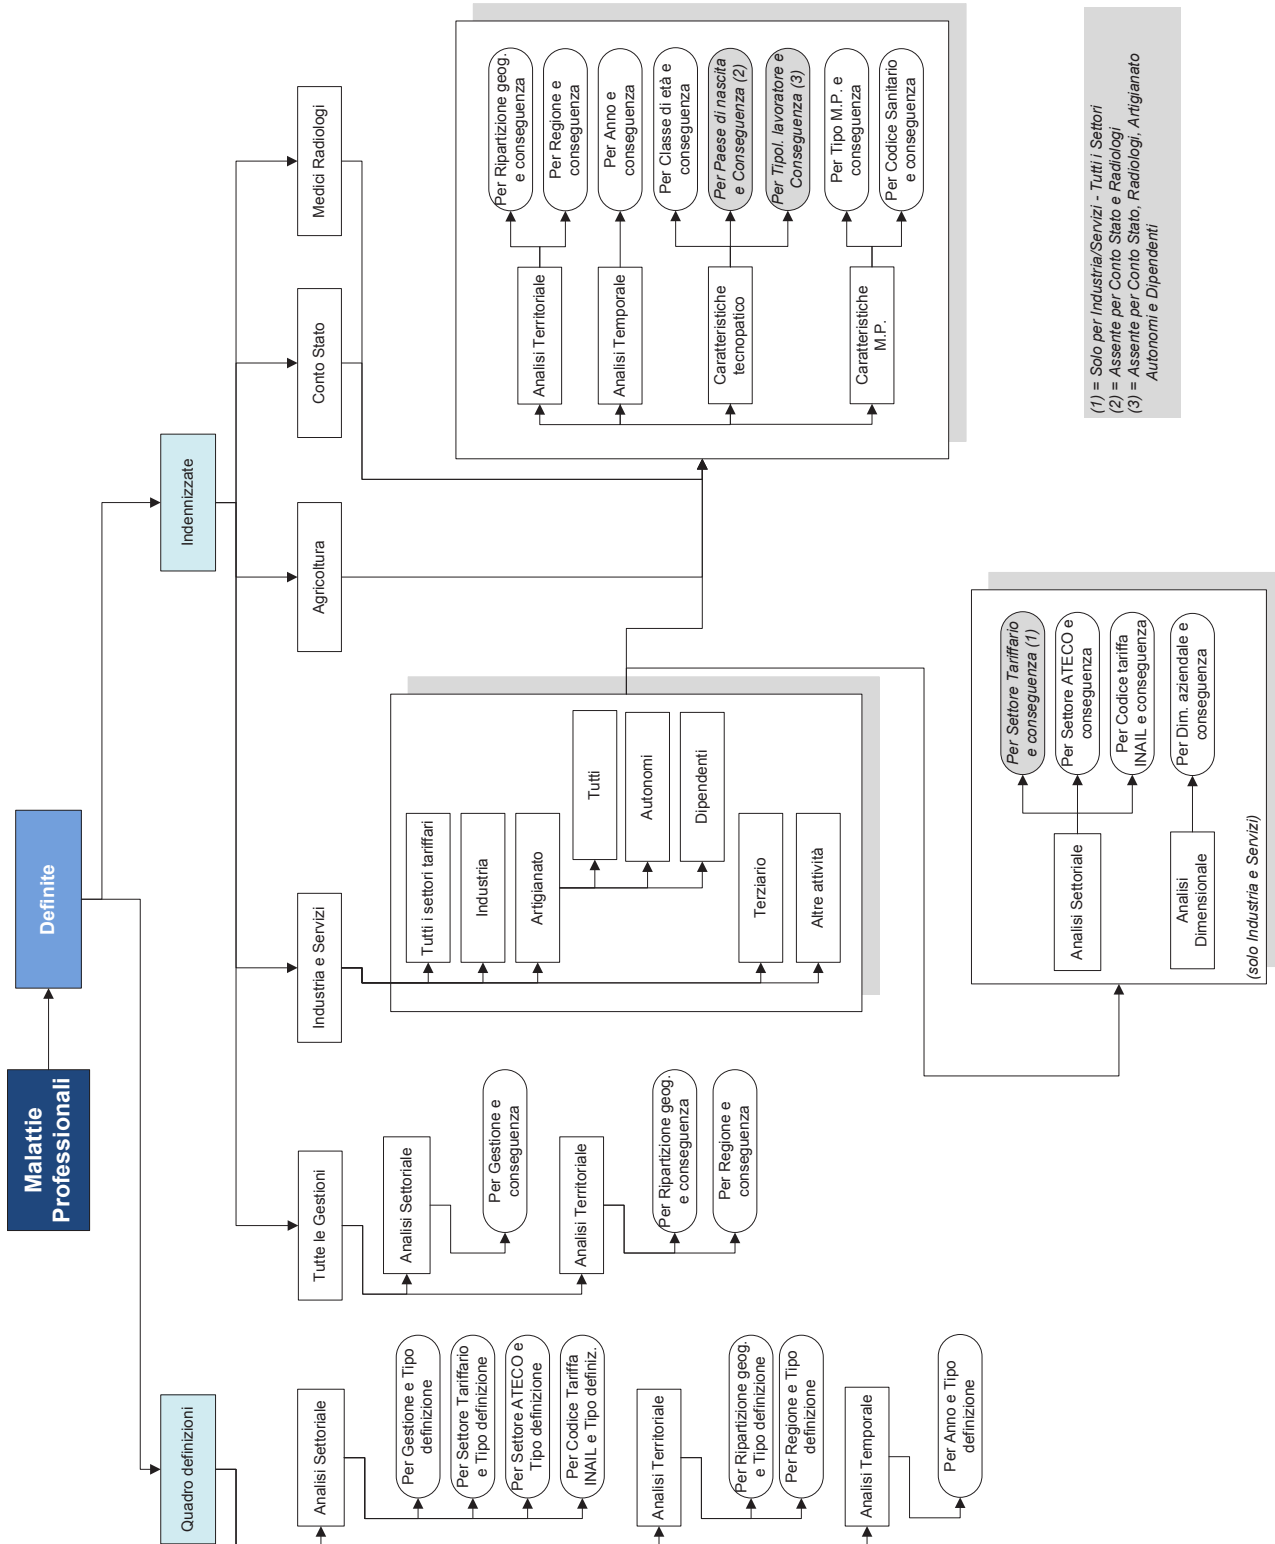 Malattie
Professionali
Definite
Quadro definizioni
Indennizzate
Analisi Settoriale
Per Gestione e Tipo
definizione
Per Settore Tariffario
e Tipo definizione
Per Settore ATECO e
Tipo definizione
Per Codice Tariffa
INAIL e Tipo definiz.
Analisi Territoriale
Per Ripartizione geog.
e Tipo definizione
Per Regione e Tipo
definizione
Analisi Temporale
Per Anno e Tipo
definizione
Tutte le Gestioni
Analisi Settoriale
Per Gestione e
conseguenza
Analisi Territoriale
Per Ripartizione geog.
e conseguenza
Per Regione e
conseguenza
Industria e Servizi
Tutti i settori tariffari
Industria
Artigianato
Tutti
Autonomi
Dipendenti
Terziario
Altre attività
Agricoltura
Conto Stato
Medici Radiologi
Analisi Territoriale
Per Ripartizione geog.
e conseguenza
Per Regione e
conseguenza
Analisi Temporale
Per Anno e
conseguenza
Caratteristiche
tecnopatico
Per Classe di età e
conseguenza
Per Paese di nascita
e Conseguenza (2)
Per Tipol. lavoratore e
Conseguenza (3)
Caratteristiche
M.P.
Per Tipo M.P. e
conseguenza
Per Codice Sanitario
e conseguenza
Analisi Settoriale
Per Settore Tariffario
e conseguenza (1)
Per Settore ATECO e
conseguenza
Per Codice tariffa
INAIL e conseguenza
Analisi
Dimensionale
Per Dim. aziendale e
conseguenza
(solo Industria e Servizi)
(1) = Solo per Industria/Servizi - Tutti i Settori
(2) = Assente per Conto Stato e Radiologi
(3) = Assente per Conto Stato, Radiologi, Artigianato
Autonomi e Dipendenti